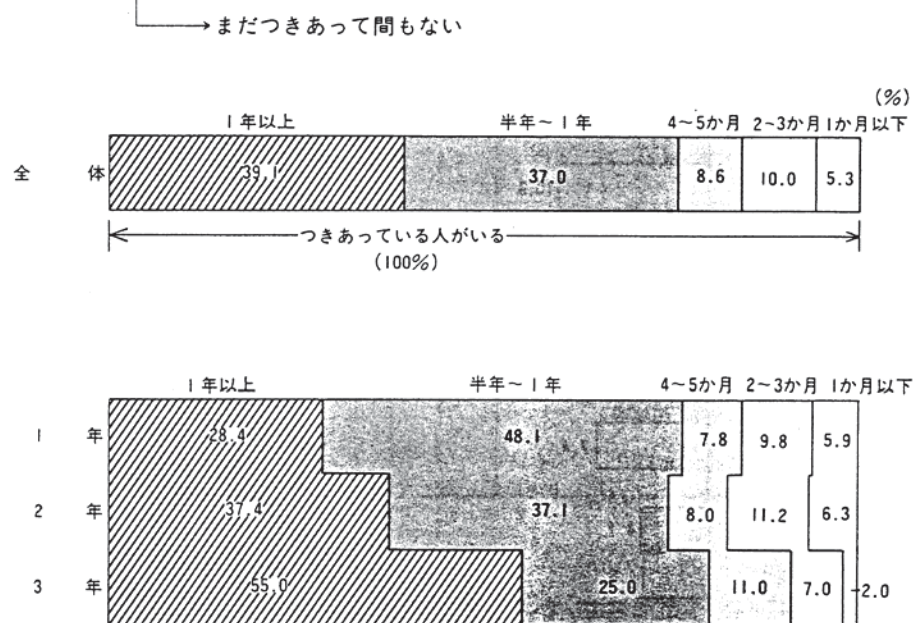 まだつきあって間もない
(%)
1年以上 半年〜1年 4〜5か月 2〜3か月 1か月以下
全体 39.1 37.0 8.6 10.0 5.3
つきあっている人がいる
(100%)
1年以上 半年〜1年 4〜5か月 2〜3か月 1か月以下
1年 28.4 48.1 7.8 9.8 5.9
2年 37.4 37.1 8.0 11.2 6.3
3年 55.0 25.0 11.0 7.0 2.0